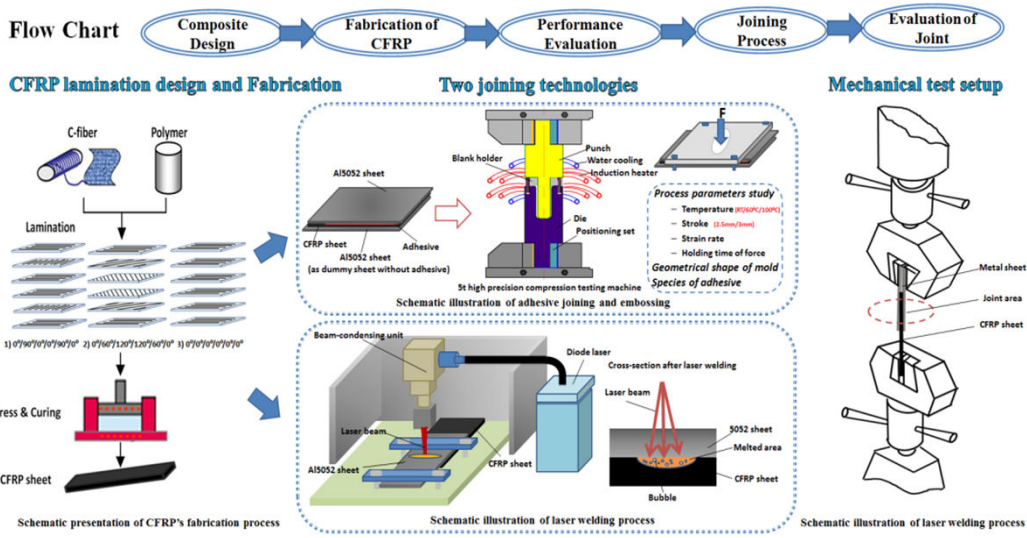 Flow Chart
Composite
Design
Fabrication of
CFRP
Performance
Evaluation
Joining
Process
Evaluation of
Joint
CFRP lamination design and Fabrication
C-fiber
Polymer
Lamination
1) 0°/90°/0°/0°/90°/0°
2) 0°/60°/120°/120°/60°/0°
3) 0°/0°/0°/0°/0°/0°
ress & Curing
CFRP sheet
Schematic presentation of CFRP's fabrication process
Two joining technologies
Al5052 sheet
CFRP sheet
Adhesive
Al5052 sheet
(as dummy sheet without adhesive)
Blank holder
Punch
Water cooling
Induction heater
Die
Positioning set
5t high precision compression testing machine
F
Process parameters study
- Temperature (RT/60°C/100°C)
- Stroke (2.5mm/3mm)
- Strain rate
- Holding time of force
Geometrical shape of mold
Species of adhesive
Schematic illustration of adhesive joining and embossing
Beam-condensing unit
Diode laser
Laser beam
Al5052 sheet
CFRP sheet
Cross-section after laser welding
Laser beam
5052 sheet
Melted area
CFRP sheet
Bubble
Schematic illustration of laser welding process
Mechanical test setup
Metal sheet
Joint area
CFRP sheet
Schematic illustration of laser welding process